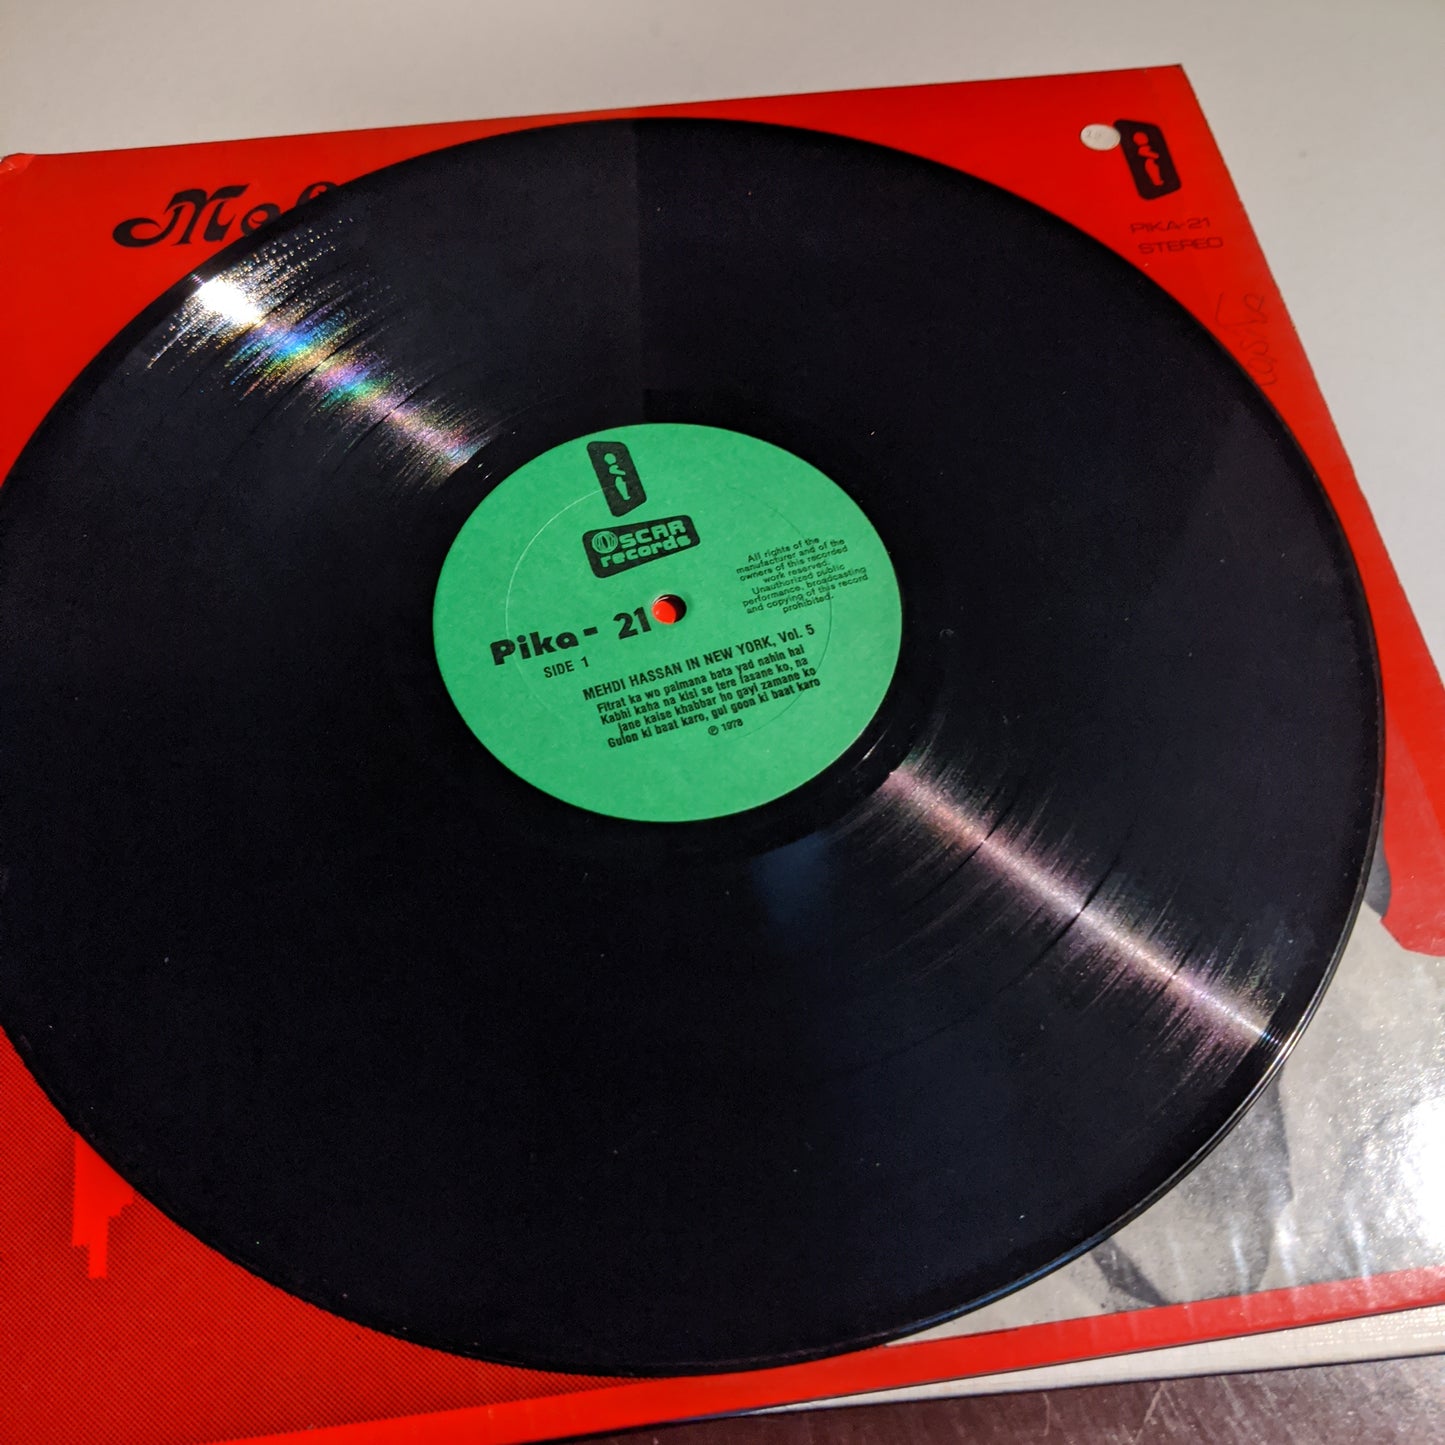 PIKA-21
STEREO
OSCAR
records
All rights of the
manufacturer and of the
owners of this recorded
work reserved.
Unauthorized public
performance, broadcasting
and copying of this record
prohibited.
Pika- 21
SIDE 1
MEHDI HASSAN IN NEW YORK, Vol. 5
Fitrat ka wo paimana bata yad nahin hai
Kabhi kaha na kisi se tere fasane ko, na
jane kaise khabbar ho gayi zamane ko
Gulon ki baat karo, gul goon ki baat karo
℗ 1978